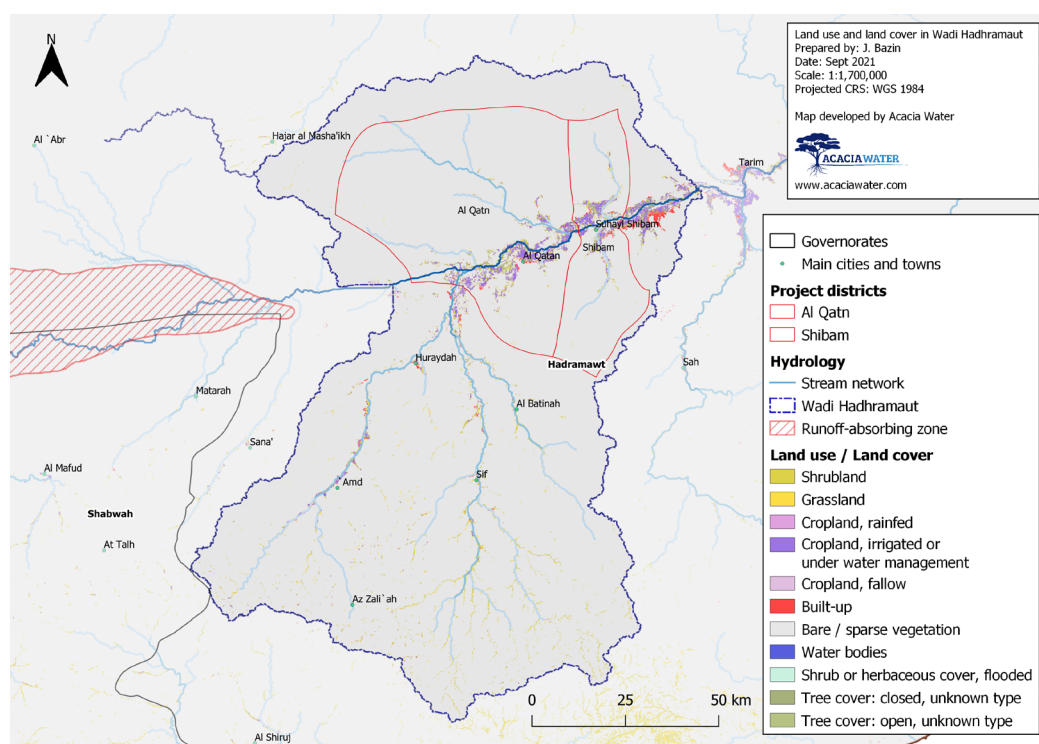 Land use and land cover in Wadi Hadhramaut
Prepared by: J. Bazin
Date: Sept 2021
Scale: 1:1,700,000
Projected CRS: WGS 1984
Map developed by Acacia Water
ACACIAWATER
www.acaciawater.com
N
Al `Abr
Hajar al Masha'ikh
Tarim
Al Qatn
Suhayl Shibam
Shibam
Al Qatan
Huraydah
Hadramawt
Sah
Matarah
Al Batinah
Sana'
Al Mafud
Amd
Sif
Shabwah
At Talh
Az Zali`ah
Al Shiruj
0 25 50 km
Governorates
Main cities and towns
Project districts
Al Qatn
Shibam
Hydrology
Stream network
Wadi Hadhramaut
Runoff-absorbing zone
Land use / Land cover
Shrubland
Grassland
Cropland, rainfed
Cropland, irrigated or
under water management
Cropland, fallow
Built-up
Bare / sparse vegetation
Water bodies
Shrub or herbaceous cover, flooded
Tree cover: closed, unknown type
Tree cover: open, unknown type